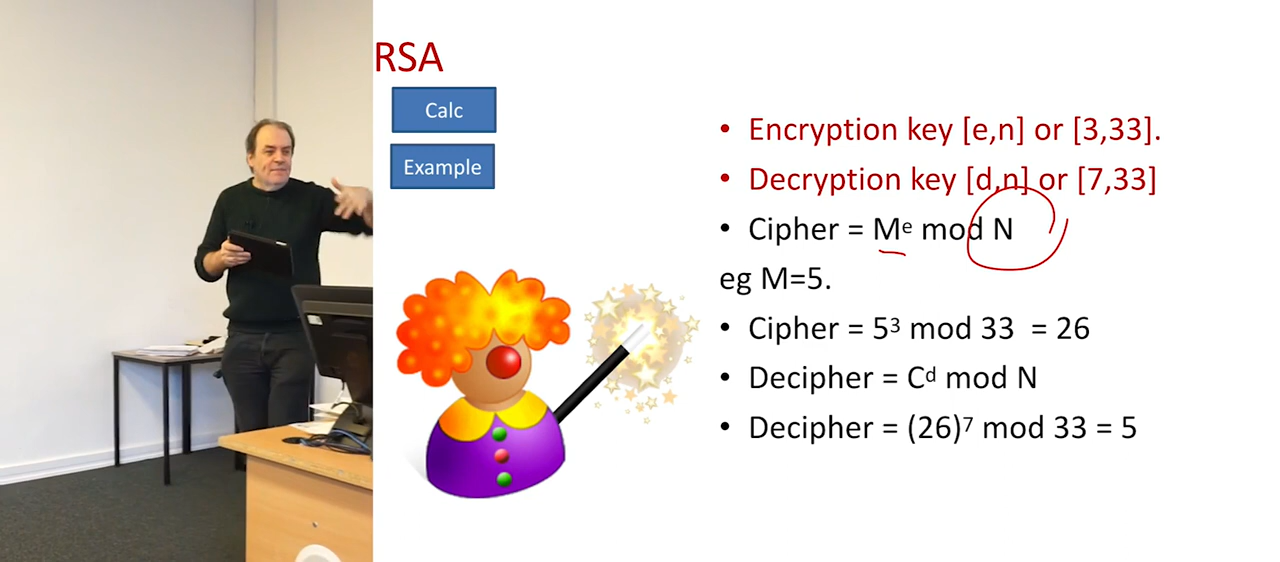 RSA
Calc
Example
• Encryption key [e,n] or [3,33].
• Decryption key [d,n] or [7,33]
• Cipher = Mᵉ mod N
eg M=5.
• Cipher = 5³ mod 33 = 26
• Decipher = Cᵈ mod N
• Decipher = (26)⁷ mod 33 = 5